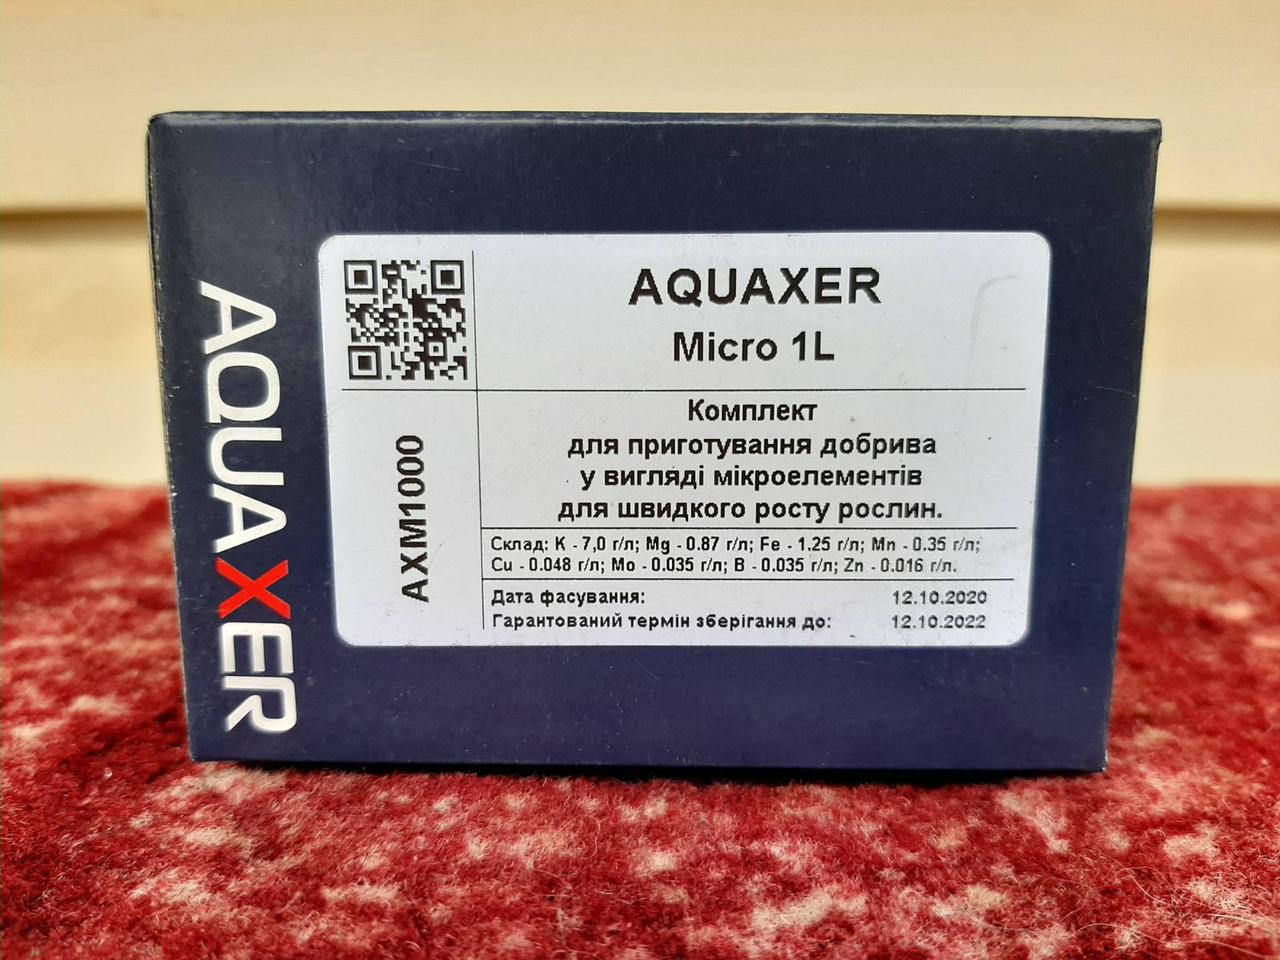 AQUAXER
AQUAXER
Micro 1L
AXM1000
Комплект
для приготування добрива
у вигляді мікроелементів
для швидкого росту рослин.
Склад: K - 7,0 г/л; Mg - 0.87 г/л; Fe - 1.25 г/л; Mn - 0.35 г/л;
Cu - 0.048 г/л; Mo - 0.035 г/л; B - 0.035 г/л; Zn - 0.016 г/л.
Дата фасування: 12.10.2020
Гарантований термін зберігання до: 12.10.2022